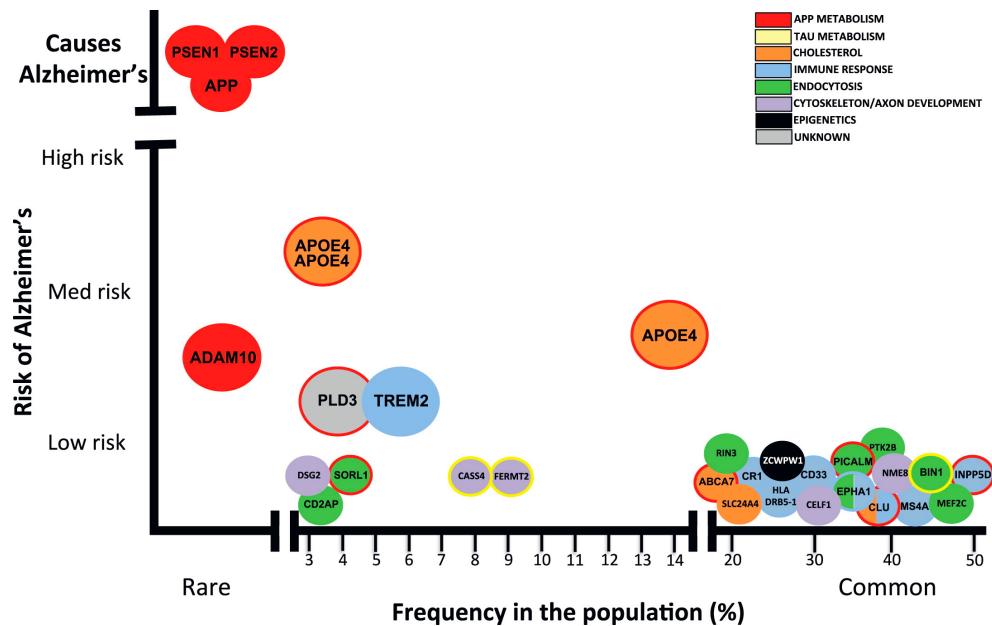 Causes
Alzheimer's
High risk
Med risk
Low risk
Risk of Alzheimer's
PSEN1
PSEN2
APP
APP METABOLISM
TAU METABOLISM
CHOLESTEROL
IMMUNE RESPONSE
ENDOCYTOSIS
CYTOSKELETON/AXON DEVELOPMENT
EPIGENETICS
UNKNOWN
APOE4
APOE4
APOE4
ADAM10
PLD3
TREM2
DSG2
SORL1
CD2AP
CASS4
FERMT2
RIN3
ABCA7
SLC24A4
CR1
ZCWPW1
HLA
DRB5-1
CD33
CELF1
PICALM
PTK2B
EPHA1
CLU
NME8
MS4A
BIN1
MEF2C
INPP5D
3 4 5 6 7 8 9 10 11 12 13 14 20 30 40 50
Rare
Common
Frequency in the population (%)